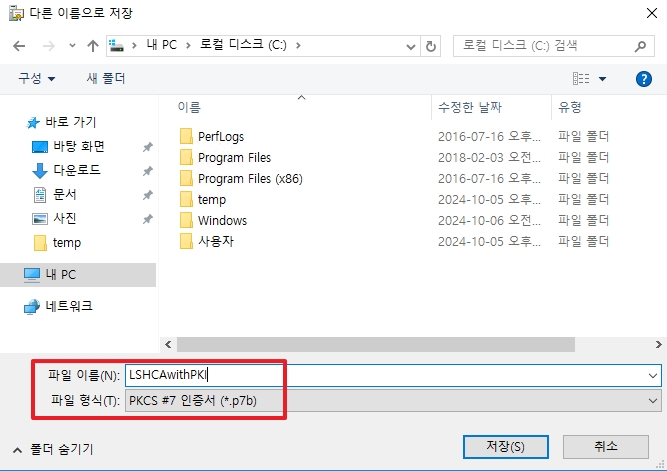 다른 이름으로 저장
내 PC > 로컬 디스크 (C:) >
로컬 디스크 (C:) 검색
구성 새 폴더
이름 수정한 날짜 유형
바로 가기
바탕 화면
다운로드
문서
사진
temp
내 PC
네트워크
PerfLogs 2016-07-16 오후... 파일 폴더
Program Files 2018-02-03 오전... 파일 폴더
Program Files (x86) 2016-07-16 오후... 파일 폴더
temp 2024-10-05 오후... 파일 폴더
Windows 2024-10-06 오전... 파일 폴더
사용자 2024-10-05 오후... 파일 폴더
파일 이름(N): LSHCAwithPKI
파일 형식(T): PKCS #7 인증서 (*.p7b)
폴더 숨기기
저장(S) 취소